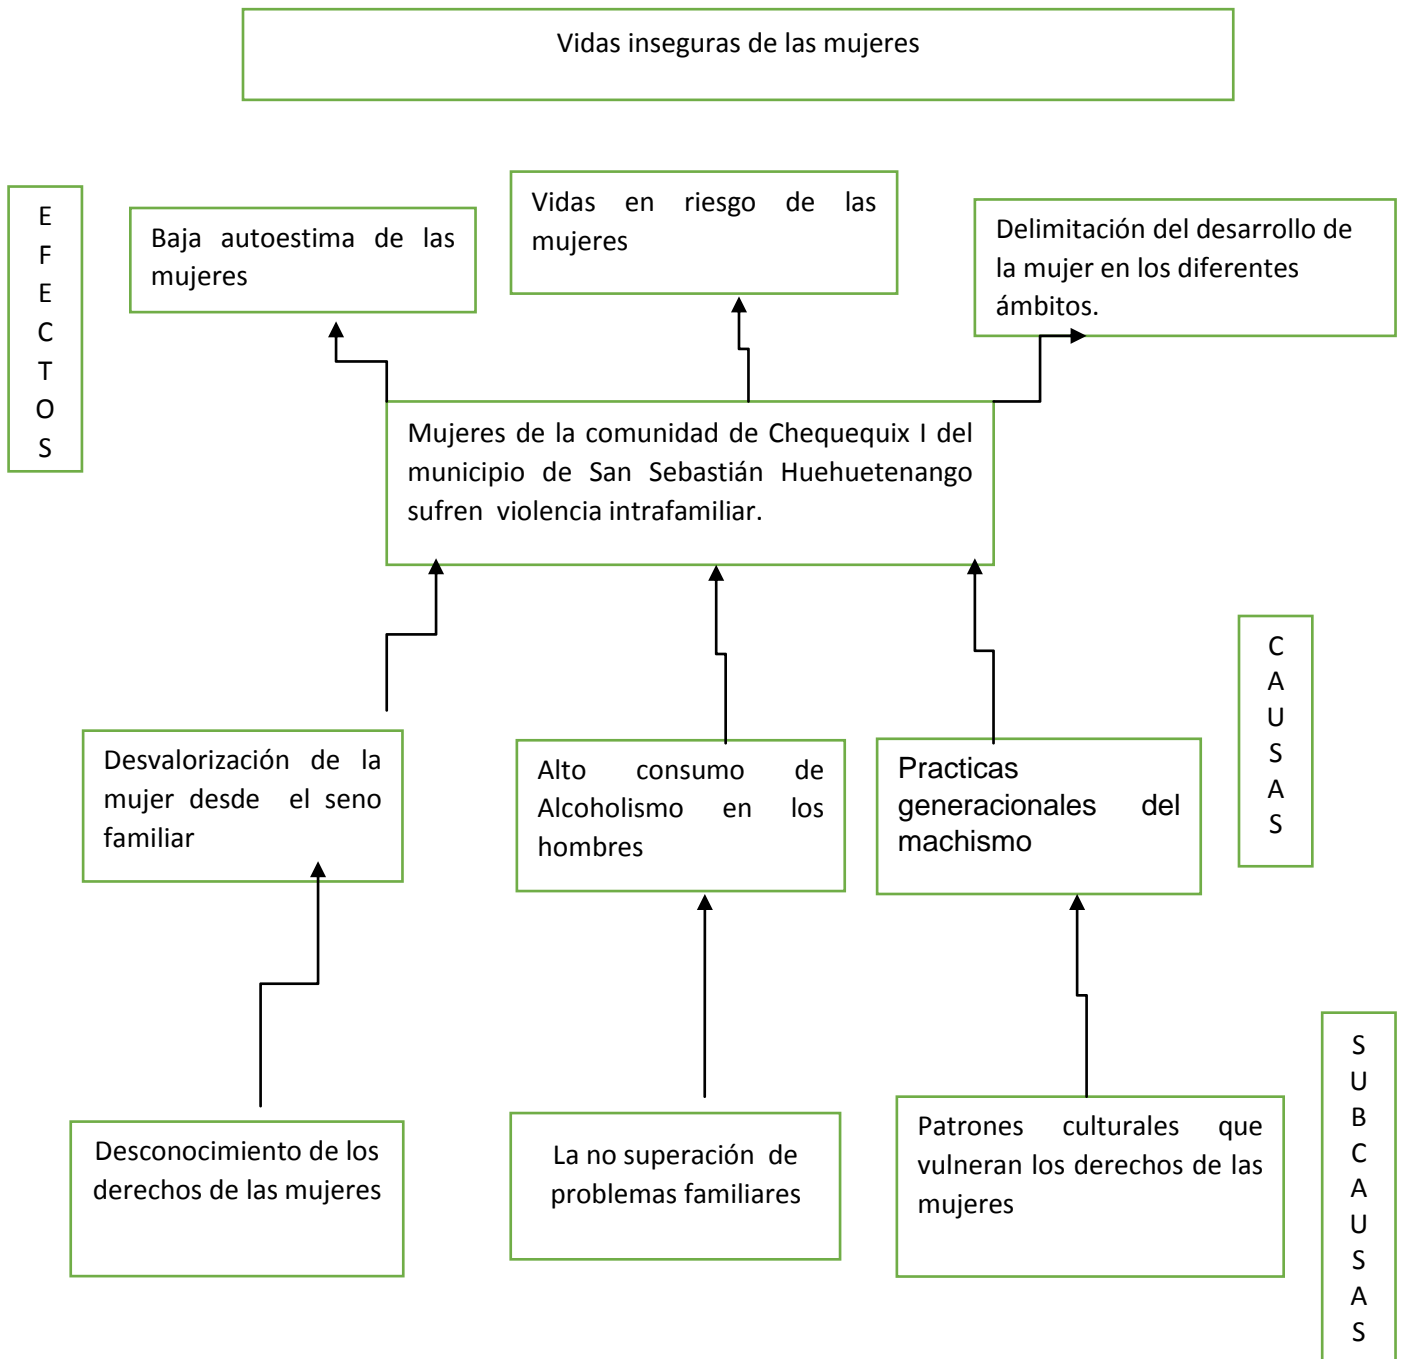 Vidas inseguras de las mujeres
E
F
E
C
T
O
S
Baja autoestima de las
mujeres
Vidas en riesgo de las
mujeres
Delimitación del desarrollo de
la mujer en los diferentes
ámbitos.
Mujeres de la comunidad de Chequequix I del
municipio de San Sebastián Huehuetenango
sufren violencia intrafamiliar.
C
A
U
S
A
S
Desvalorización de la
mujer desde el seno
familiar
Alto consumo de
Alcoholismo en los
hombres
Practicas
generacionales del
machismo
S
U
B
C
A
U
S
A
S
Desconocimiento de los
derechos de las mujeres
La no superación de
problemas familiares
Patrones culturales que
vulneran los derechos de las
mujeres